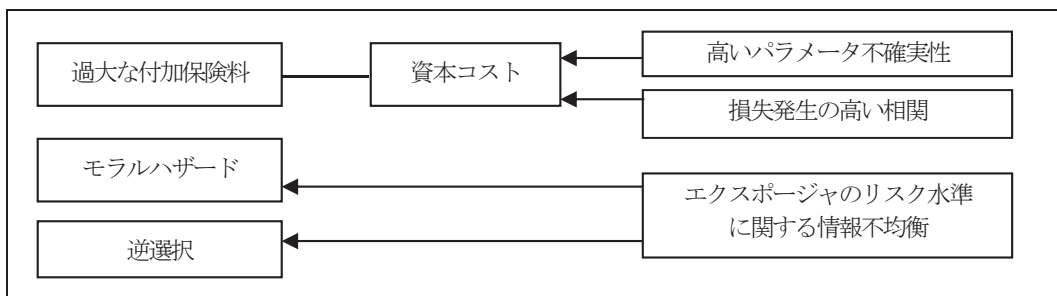 過大な付加保険料
資本コスト
高いパラメータ不確実性
損失発生の高い相関
モラルハザード
エクスポージャのリスク水準
に関する情報不均衡
逆選択